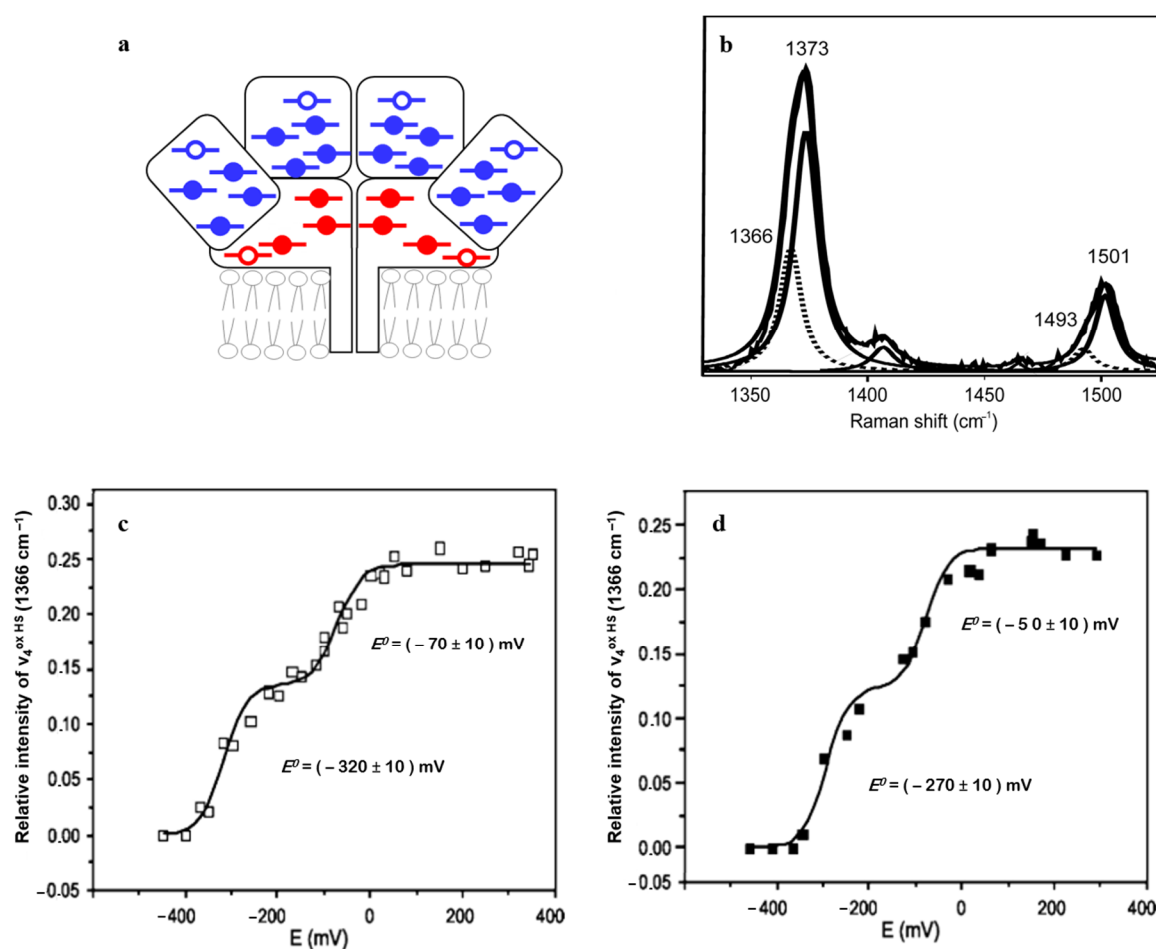 a
b
1373
1366
1501
1493
1350
1400
1450
1500
Raman shift (cm⁻¹)
c
Relative intensity of ν₄ᵒˣ ᴴˢ (1366 cm⁻¹)
0.30
0.25
0.20
0.15
0.10
0.05
0.00
−0.05
E⁰ = ( − 70 ± 10 ) mV
E⁰ = ( − 320 ± 10 ) mV
−400
−200
0
200
400
E (mV)
d
Relative intensity of ν₄ᵒˣ ᴴˢ (1366 cm⁻¹)
0.25
0.20
0.15
0.10
0.05
0.00
−0.05
E⁰ = ( − 5 0 ± 10 ) mV
E⁰ = ( − 270 ± 10 ) mV
−400
−200
0
200
400
E (mV)